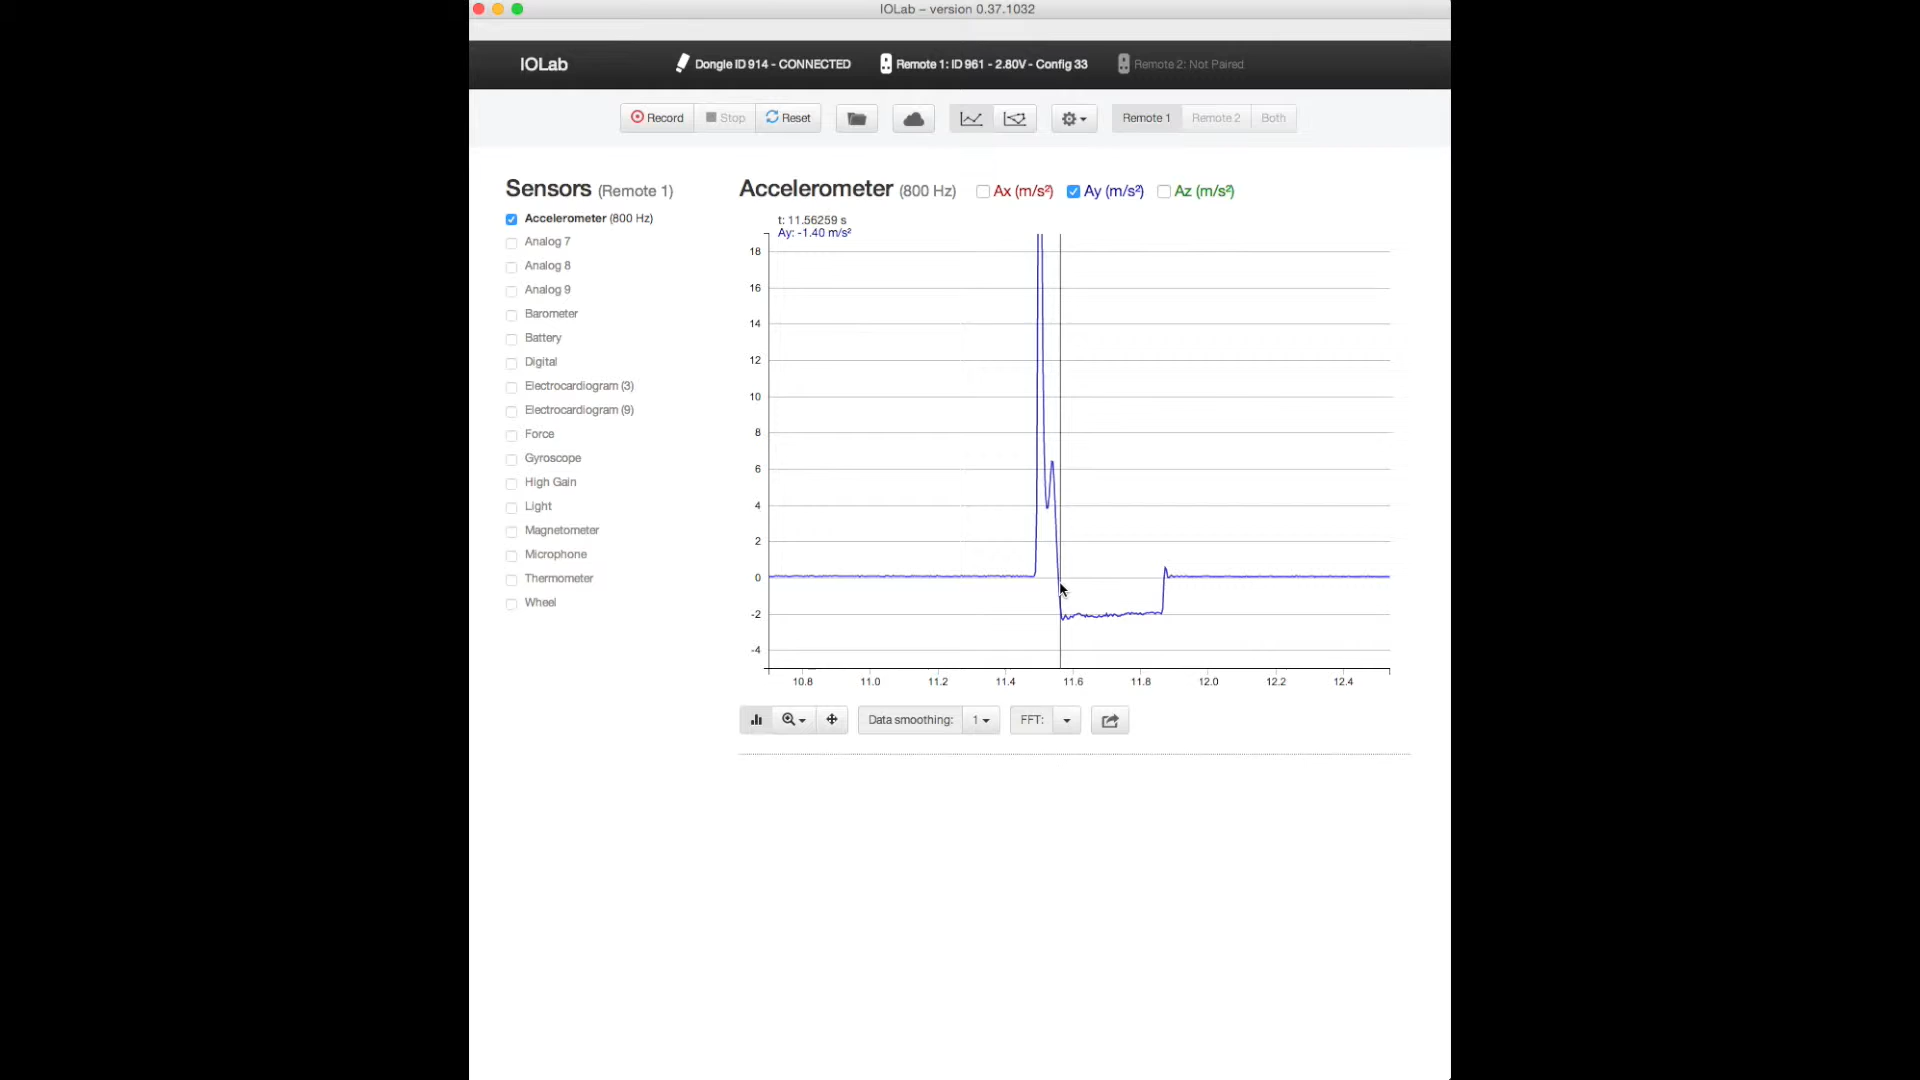 IOLab – version 0.37.1032
IOLab Dongle ID 914 - CONNECTED Remote 1: ID 961 - 2.80V - Config 33 Remote 2: Not Paired
Record Stop Reset Remote 1 Remote 2 Both
Sensors (Remote 1)
Accelerometer (800 Hz)
Analog 7
Analog 8
Analog 9
Barometer
Battery
Digital
Electrocardiogram (3)
Electrocardiogram (9)
Force
Gyroscope
High Gain
Light
Magnetometer
Microphone
Thermometer
Wheel
Accelerometer (800 Hz) Ax (m/s²) Ay (m/s²) Az (m/s²)
t: 11.56259 s
Ay: -1.40 m/s²
18
16
14
12
10
8
6
4
2
0
-2
-4
10.8 11.0 11.2 11.4 11.6 11.8 12.0 12.2 12.4
Data smoothing: 1 FFT: